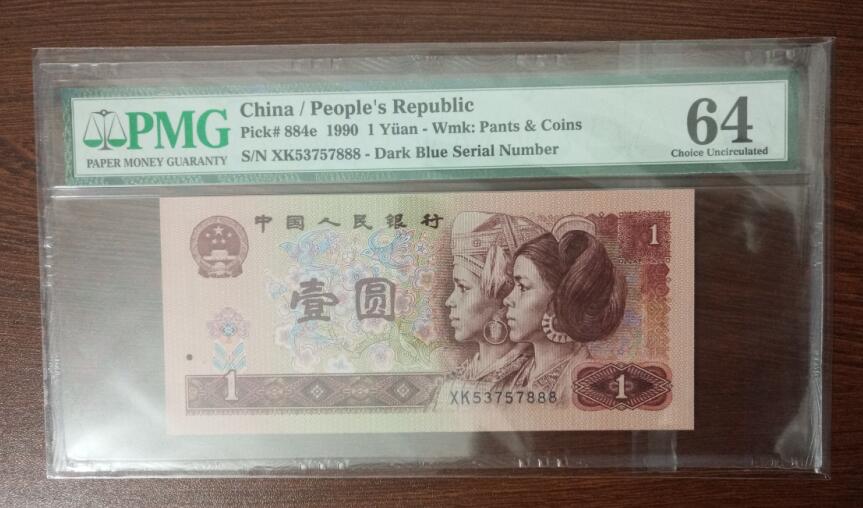 PMG
PAPER MONEY GUARANTY
China / People's Republic
Pick# 884e 1990 1 Yüan - Wmk: Pants & Coins
S/N XK53757888 - Dark Blue Serial Number
64
Choice Uncirculated
中国人民银行
1
壹圆
1
XK53757888
1